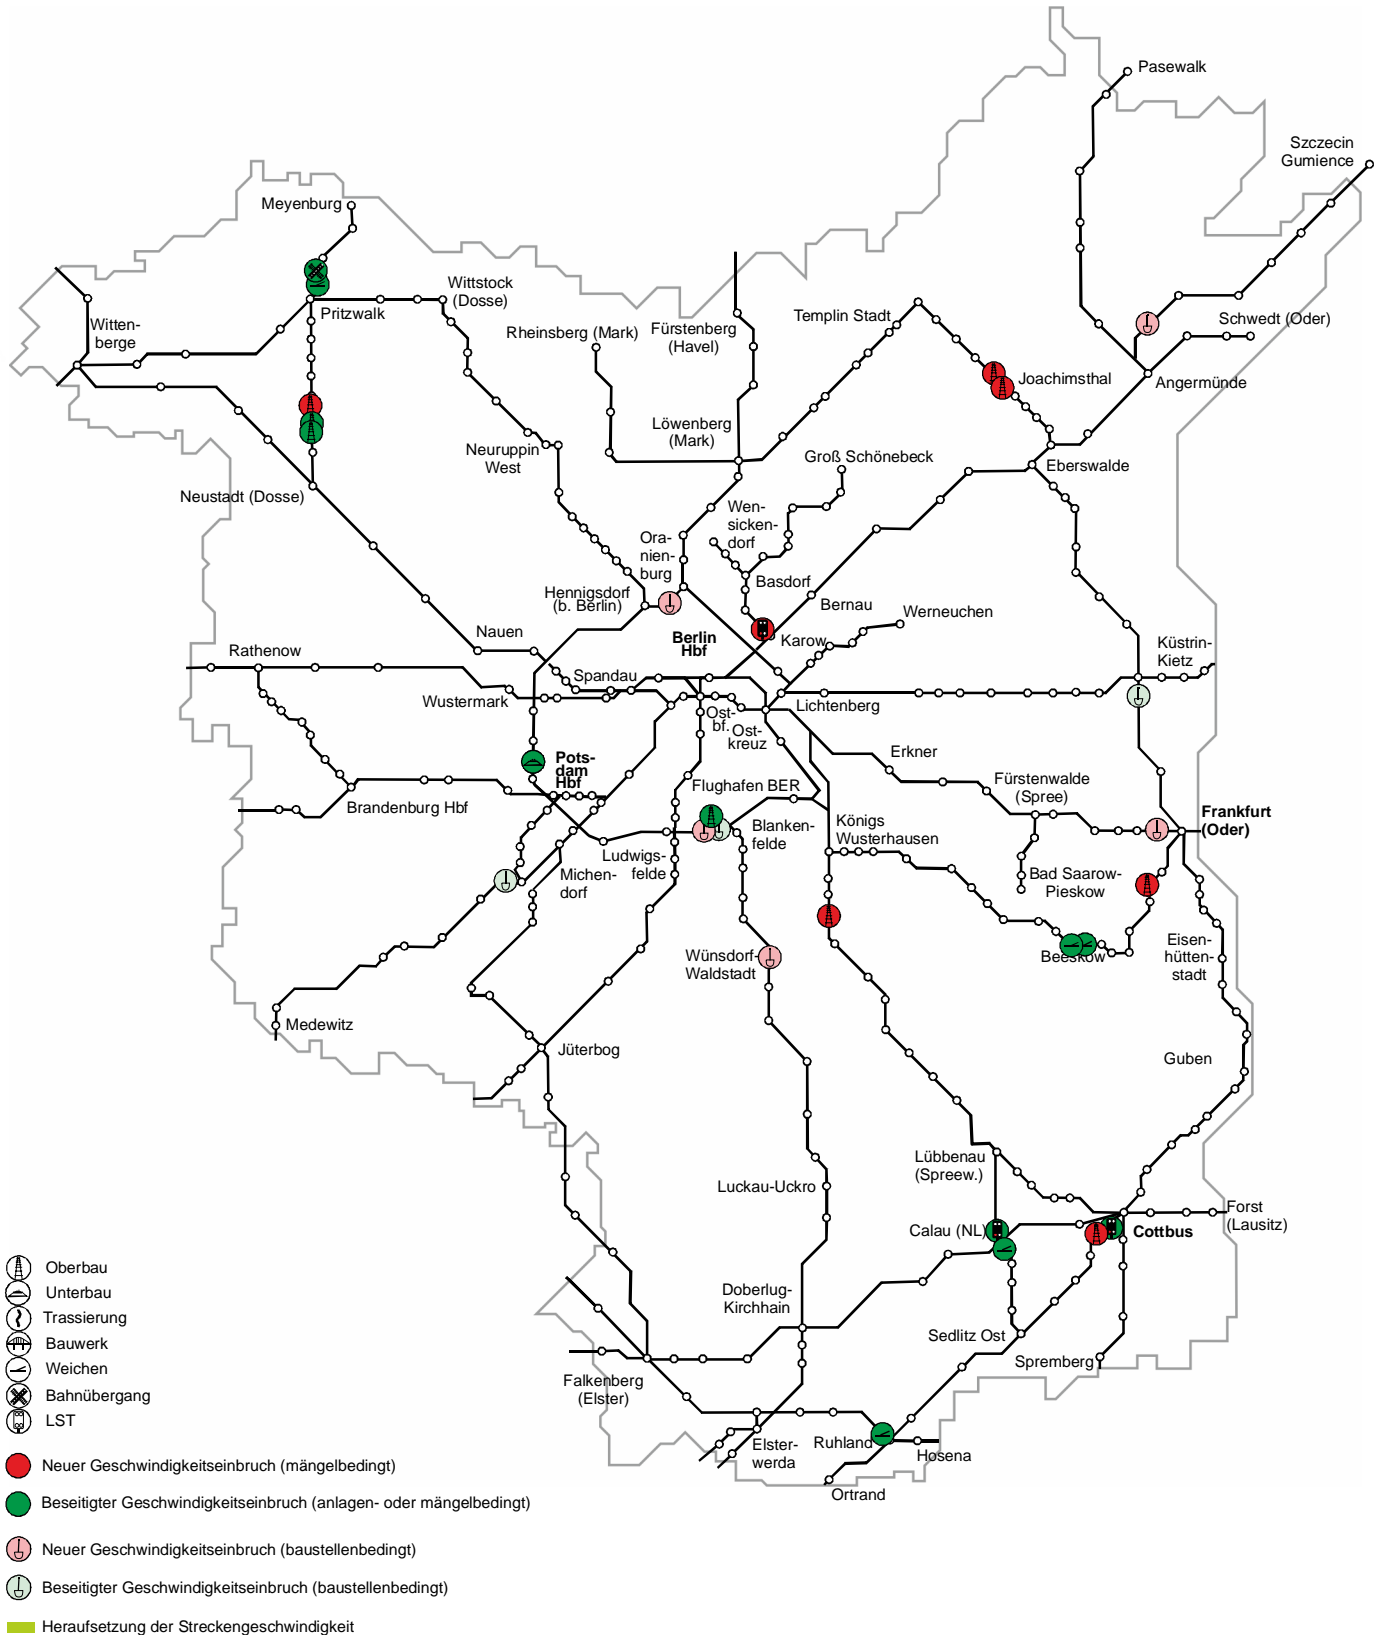 Pasewalk
Szczecin
Gumience
Meyenburg
Wittstock
(Dosse)
Pritzwalk
Witten-
berge
Rheinsberg (Mark)
Fürstenberg
(Havel)
Templin Stadt
Schwedt (Oder)
Joachimsthal
Angermünde
Löwenberg
(Mark)
Neuruppin
West
Groß Schönebeck
Eberswalde
Neustadt (Dosse)
Wen-
sicken-
dorf
Ora-
nien-
burg
Basdorf
Hennigsdorf
(b. Berlin)
Bernau
Werneuchen
Nauen
Berlin
Hbf
Karow
Küstrin-
Kietz
Rathenow
Spandau
Wustermark
Lichtenberg
Ost-
bf.
Ost-
kreuz
Erkner
Pots-
dam
Hbf
Flughafen BER
Fürstenwalde
(Spree)
Brandenburg Hbf
Frankfurt
(Oder)
Blanken-
felde
Königs
Wusterhausen
Ludwigs-
felde
Michen-
dorf
Bad Saarow-
Pieskow
Wünsdorf-
Waldstadt
Beeskow
Eisen-
hütten-
stadt
Medewitz
Jüterbog
Guben
Lübbenau
(Spreew.)
Luckau-Uckro
Forst
(Lausitz)
Calau (NL)
Cottbus
Doberlug-
Kirchhain
Sedlitz Ost
Spremberg
Falkenberg
(Elster)
Elster-
werda
Ruhland
Hosena
Ortrand
Oberbau
Unterbau
Trassierung
Bauwerk
Weichen
Bahnübergang
LST
Neuer Geschwindigkeitseinbruch (mängelbedingt)
Beseitigter Geschwindigkeitseinbruch (anlagen- oder mängelbedingt)
Neuer Geschwindigkeitseinbruch (baustellenbedingt)
Beseitigter Geschwindigkeitseinbruch (baustellenbedingt)
Heraufsetzung der Streckengeschwindigkeit